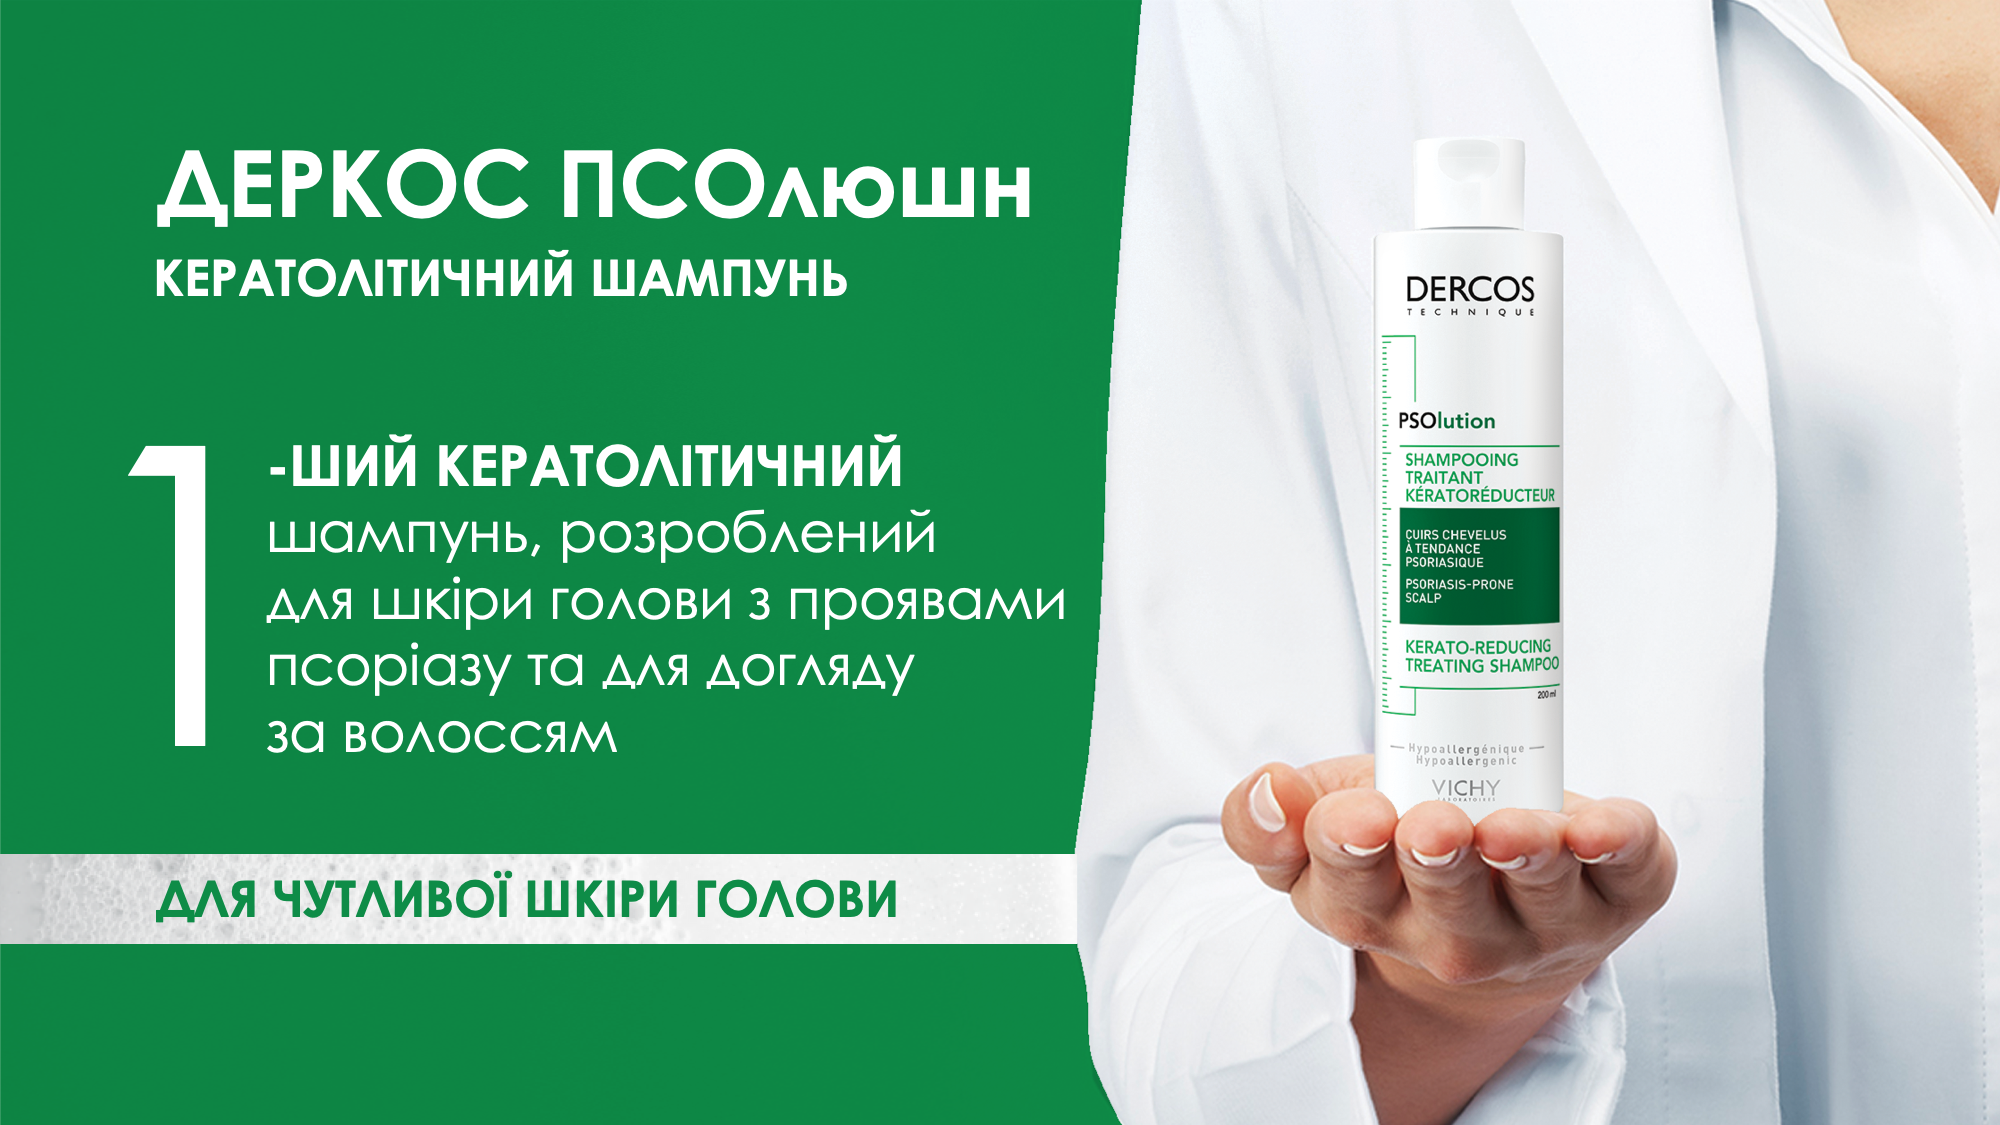 ДЕРКОС ПСОлюшн
КЕРАТОЛІТИЧНИЙ ШАМПУНЬ
1-ШИЙ КЕРАТОЛІТИЧНИЙ
шампунь, розроблений
для шкіри голови з проявами
псоріазу та для догляду
за волоссям
ДЛЯ ЧУТЛИВОЇ ШКІРИ ГОЛОВИ
DERCOS
TECHNIQUE
PSOlution
SHAMPOOING
TRAITANT
KÉRATORÉDUCTEUR
CUIRS CHEVELUS
À TENDANCE
PSORIASIQUE
PSORIASIS-PRONE
SCALP
KERATO-REDUCING
TREATING SHAMPOO
200 ml
Hypoallergénique
Hypoallergenic
VICHY
LABORATOIRES